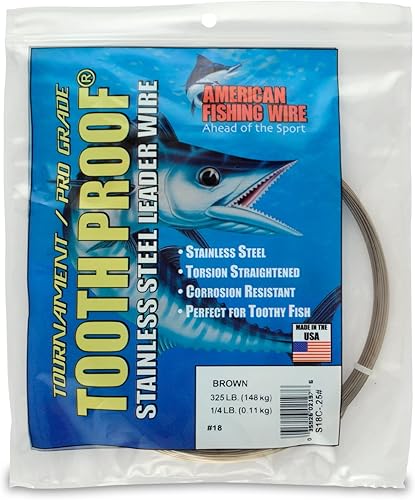 TOURNAMENT / PRO GRADE
TOOTH PROOF®
STAINLESS STEEL LEADER WIRE
AMERICAN
FISHING WIRE
Ahead of the Sport
• STAINLESS STEEL
• TORSION STRAIGHTENED
• CORROSION RESISTANT
• PERFECT FOR TOOTHY FISH
MADE IN THE
USA
BROWN
325 LB. (148 kg)
1/4 LB. (0.11 kg)
#18
S18C-.25#